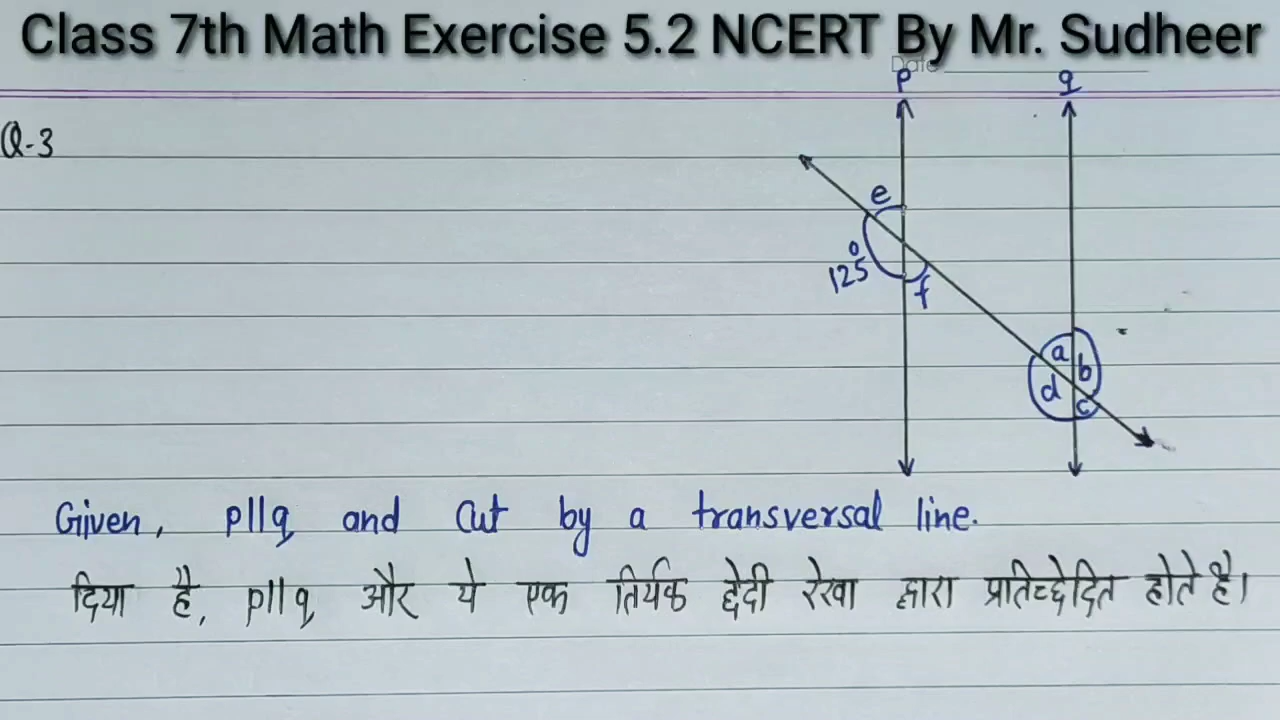 Class 7th Math Exercise 5.2 NCERT By Mr. Sudheer
Date
p q
Q-3
e
125°
f
a
b
d
c
Given, p||q and cut by a transversal line.
दिया है, p||q और ये एक तिर्यक छेदी रेखा द्वारा प्रतिच्छेदित होते है।